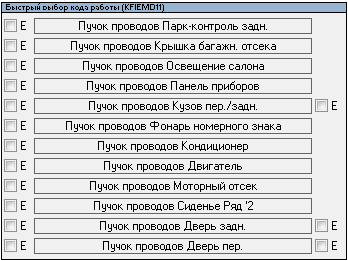 Быстрый выбор кода работы (KFIEMD11)
E Пучок проводов Парк-контроль задн.
E Пучок проводов Крышка багажн. отсека
E Пучок проводов Освещение салона
E Пучок проводов Панель приборов
E Пучок проводов Кузов пер./задн. E
E Пучок проводов Фонарь номерного знака
E Пучок проводов Кондиционер
E Пучок проводов Двигатель
E Пучок проводов Моторный отсек
E Пучок проводов Сиденье Ряд '2
E Пучок проводов Дверь задн. E
E Пучок проводов Дверь пер. E